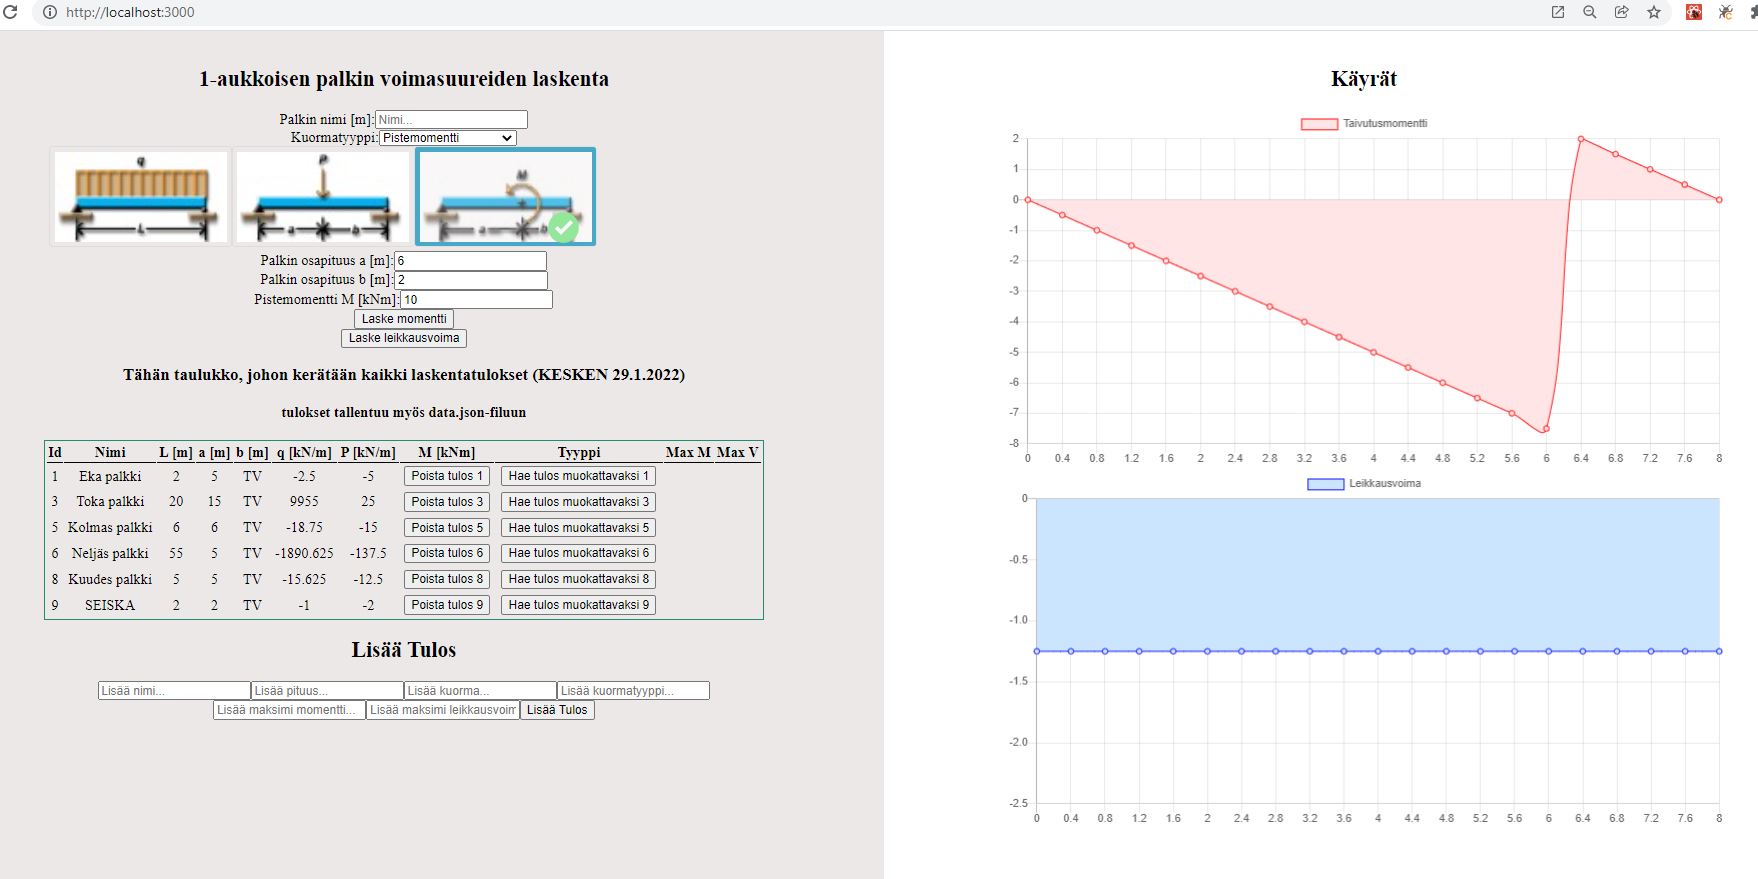 http://localhost:3000
1-aukkoisen palkin voimasuureiden laskenta
Palkin nimi [m]: Nimi...
Kuormatyyppi: Pistemomentti
q
L
P
a b
M
a b
Palkin osapituus a [m]: 6
Palkin osapituus b [m]: 2
Pistemomentti M [kNm]: 10
Laske momentti
Laske leikkausvoima
Tähän taulukko, johon kerätään kaikki laskentatulokset (KESKEN 29.1.2022)
tulokset tallentuu myös data.json-filuun
Id Nimi L [m] a [m] b [m] q [kN/m] P [kN/m] M [kNm] Tyyppi Max M Max V
1 Eka palkki 2 5 TV -2.5 -5 Poista tulos 1 Hae tulos muokattavaksi 1
3 Toka palkki 20 15 TV 9955 25 Poista tulos 3 Hae tulos muokattavaksi 3
5 Kolmas palkki 6 6 TV -18.75 -15 Poista tulos 5 Hae tulos muokattavaksi 5
6 Neljäs palkki 55 5 TV -1890.625 -137.5 Poista tulos 6 Hae tulos muokattavaksi 6
8 Kuudes palkki 5 5 TV -15.625 -12.5 Poista tulos 8 Hae tulos muokattavaksi 8
9 SEISKA 2 2 TV -1 -2 Poista tulos 9 Hae tulos muokattavaksi 9
Lisää Tulos
Lisää nimi... Lisää pituus... Lisää kuorma... Lisää kuormatyyppi...
Lisää maksimi momentti... Lisää maksimi leikkausvoim Lisää Tulos
Käyrät
Taivutusmomentti
2
1
0
-1
-2
-3
-4
-5
-6
-7
-8
0 0.4 0.8 1.2 1.6 2 2.4 2.8 3.2 3.6 4 4.4 4.8 5.2 5.6 6 6.4 6.8 7.2 7.6 8
Leikkausvoima
0
-0.5
-1.0
-1.5
-2.0
-2.5
0 0.4 0.8 1.2 1.6 2 2.4 2.8 3.2 3.6 4 4.4 4.8 5.2 5.6 6 6.4 6.8 7.2 7.6 8